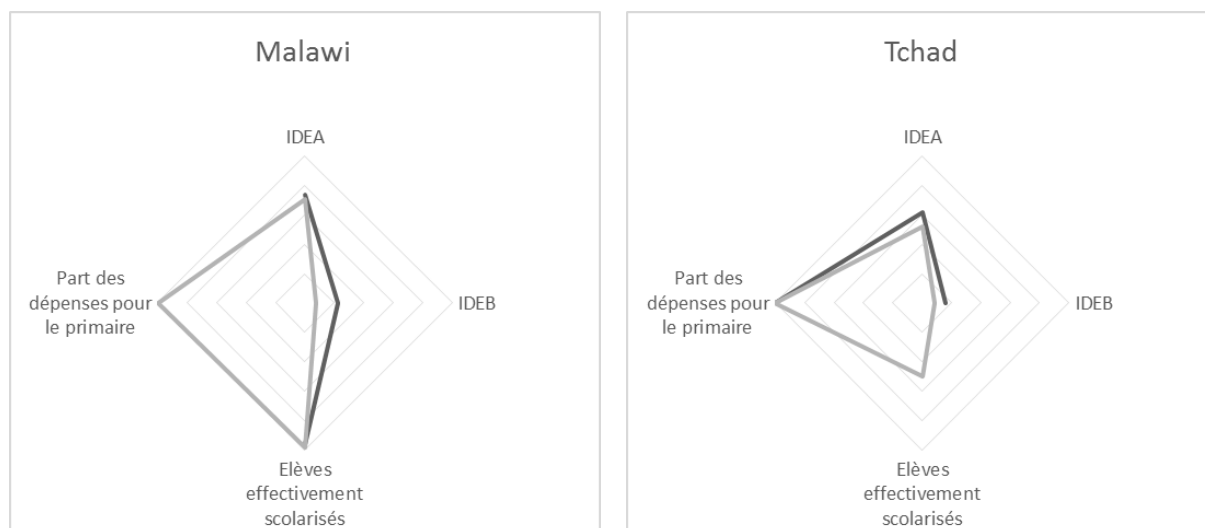 Malawi
IDEA
Part des
dépenses pour
le primaire
IDEB
Elèves
effectivement
scolarisés
Tchad
IDEA
Part des
dépenses pour
le primaire
IDEB
Elèves
effectivement
scolarisés